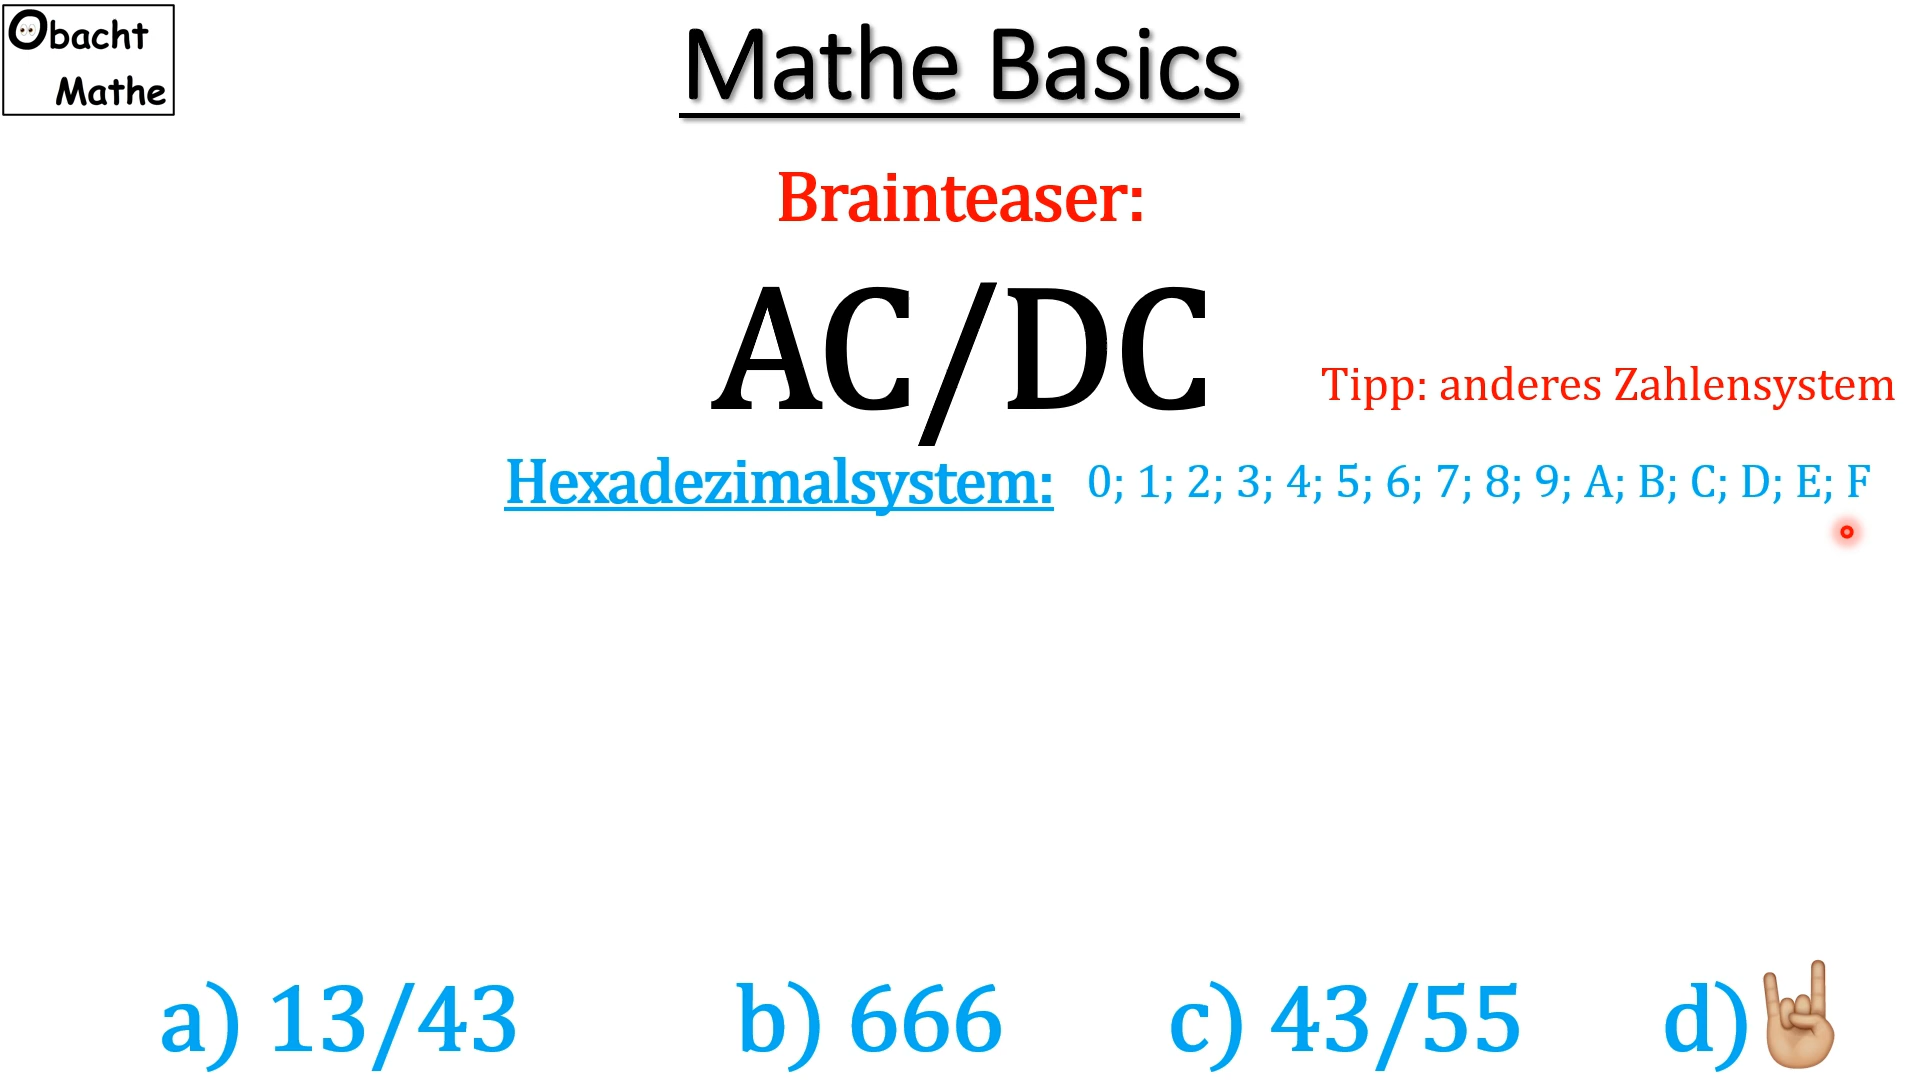 Obacht
Mathe
Mathe Basics
Brainteaser:
AC/DC
Tipp: anderes Zahlensystem
Hexadezimalsystem: 0; 1; 2; 3; 4; 5; 6; 7; 8; 9; A; B; C; D; E; F
a) 13/43 b) 666 c) 43/55 d)